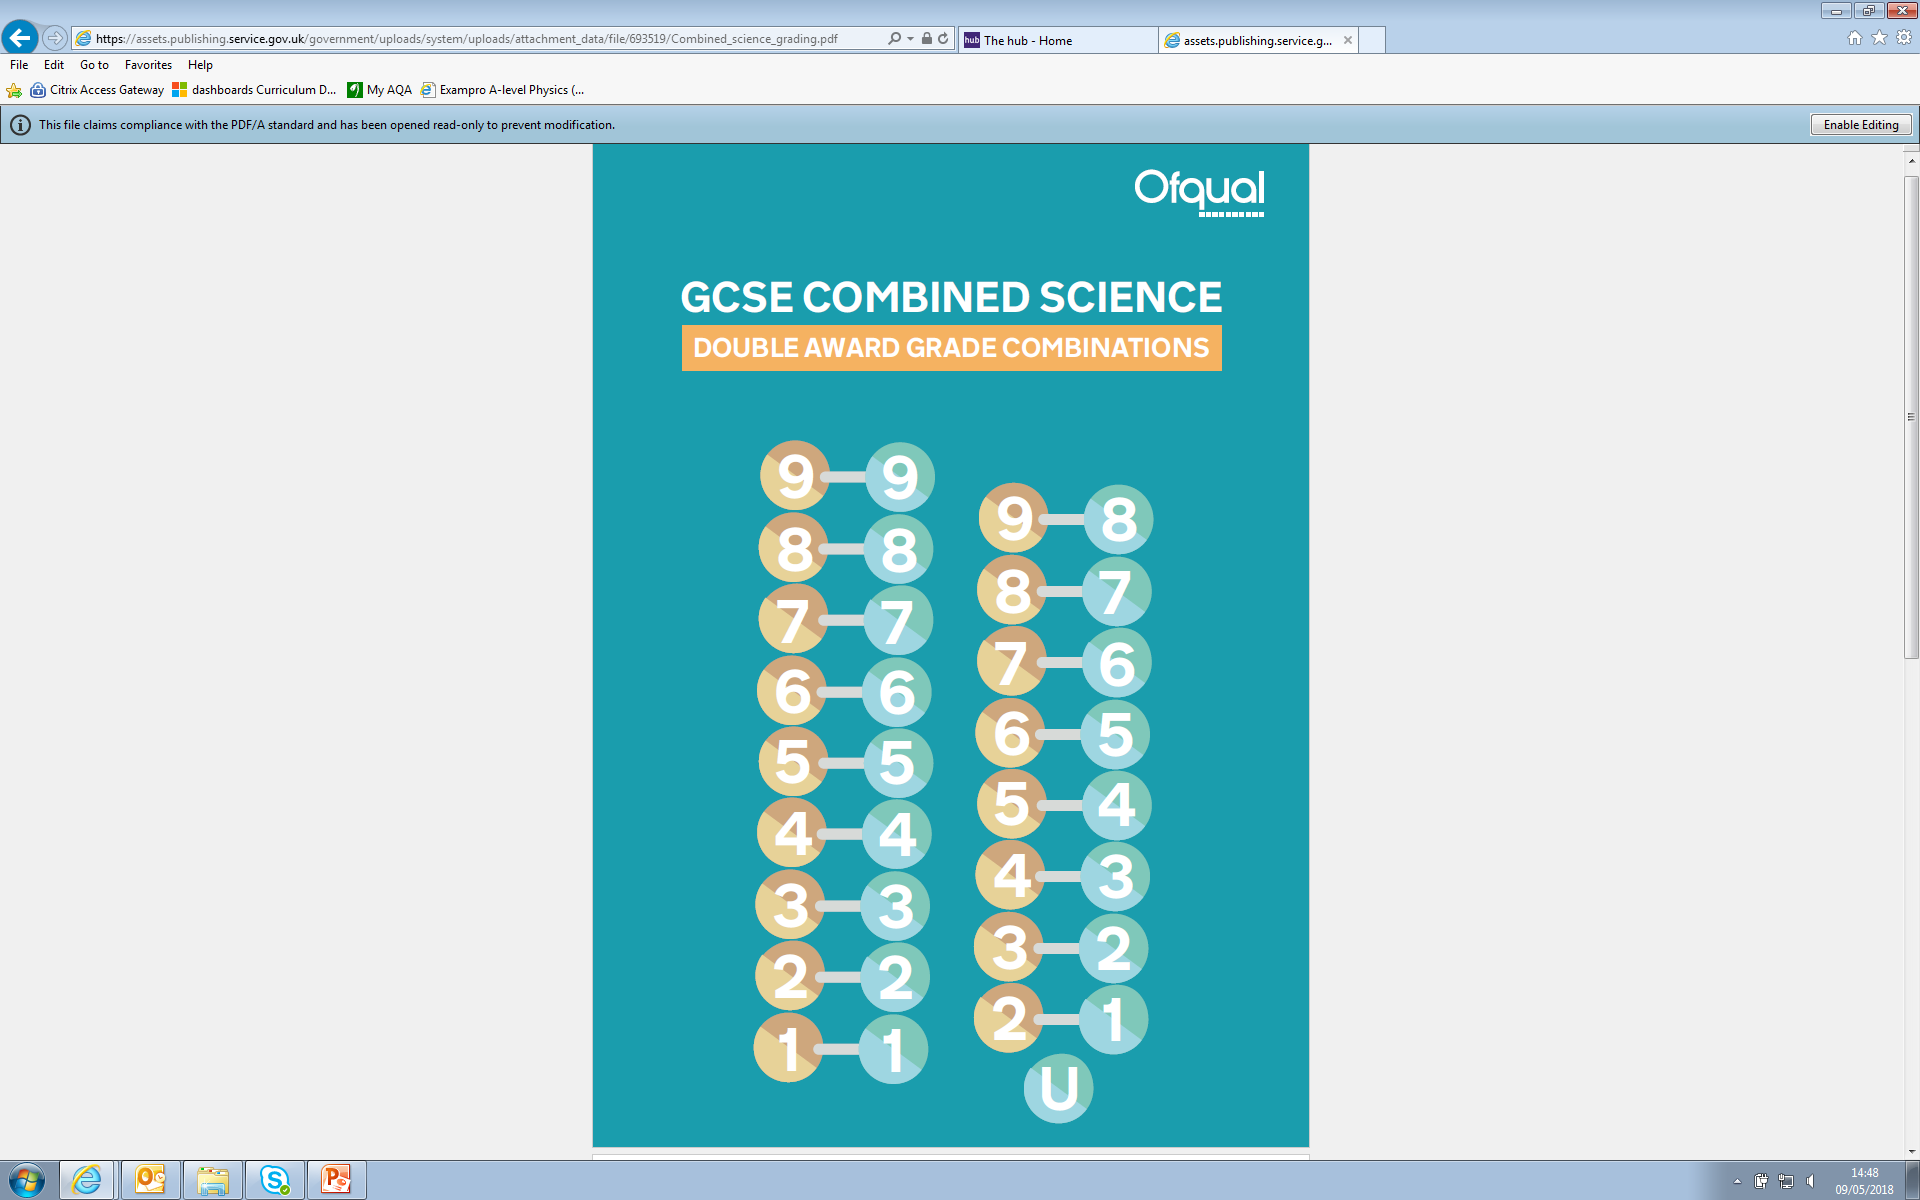 https://assets.publishing.service.gov.uk/government/uploads/system/uploads/attachment_data/file/693519/Combined_science_grading.pdf
hub The hub - Home
assets.publishing.service.g...
File Edit Go to Favorites Help
Citrix Access Gateway dashboards Curriculum D... My AQA Exampro A-level Physics (...
This file claims compliance with the PDF/A standard and has been opened read-only to prevent modification.
Enable Editing
Ofqual
GCSE COMBINED SCIENCE
DOUBLE AWARD GRADE COMBINATIONS
9 9
9 8
8 8
8 7
7 7
7 6
6 6
6 5
5 5
5 4
4 4
4 3
3 3
3 2
2 2
2 1
1 1
U
14:48
09/05/2018